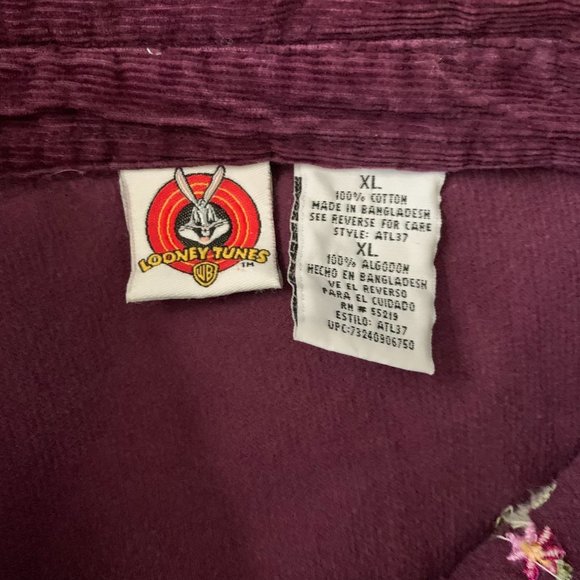 LOONEY TUNES
TM
WB
XL
100% COTTON
MADE IN BANGLADESH
SEE REVERSE FOR CARE
STYLE: ATL37
XL
100% ALGODON
HECHO EN BANGLADESH
VE EL REVERSO
PARA EL CUIDADO
RN # 55219
ESTILO: ATL37
UPC:73240906750